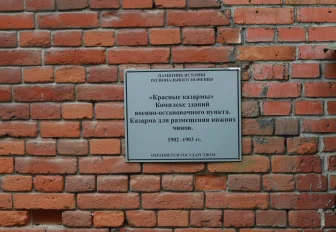 ПАМЯТНИК ИСТОРИИ
РЕГИОНАЛЬНОГО ЗНАЧЕНИЯ
«Красные казармы»
Комплекс зданий
военно-остановочного пункта.
Казарма для размещения нижних
чинов.
1902 -1903 гг.
ОХРАНЯЕТСЯ ГОСУДАРСТВОМ